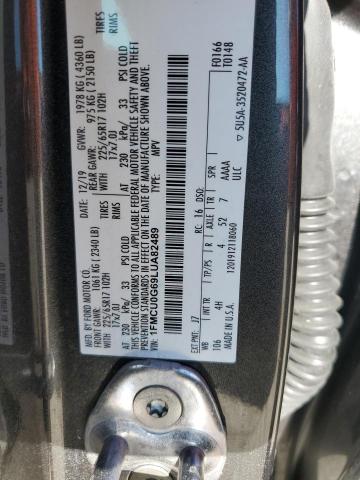 MFD. BY FORD MOTOR CO.
DATE: 12/19 GVWR: 1978 KG (4360 LB)
FRONT GAWR: 1061 KG (2340 LB) REAR GAWR: 975 KG (2150 LB)
225/65R17 102H WITH 225/65R17 102H TIRES
17x7.0J 17x7.0J RIMS
AT 230 kPa/ 33 PSI COLD AT 230 kPa/ 33 PSI COLD
THIS VEHICLE CONFORMS TO ALL APPLICABLE FEDERAL MOTOR VEHICLE SAFETY AND THEFT
PREVENTION STANDARDS IN EFFECT ON THE DATE OF MANUFACTURE SHOWN ABOVE.
VIN: 1FMCU0G69LUA82489 TYPE: MPV
F0166
T0148
EXT PNT: J7 RC: 16 DSO:
WB INT TR TP/PS R AXLE TR SPR
106 4H 4 52 7 AAAA
1201912118060 ULC
MADE IN U.S.A. 5U5A-3520472-AA